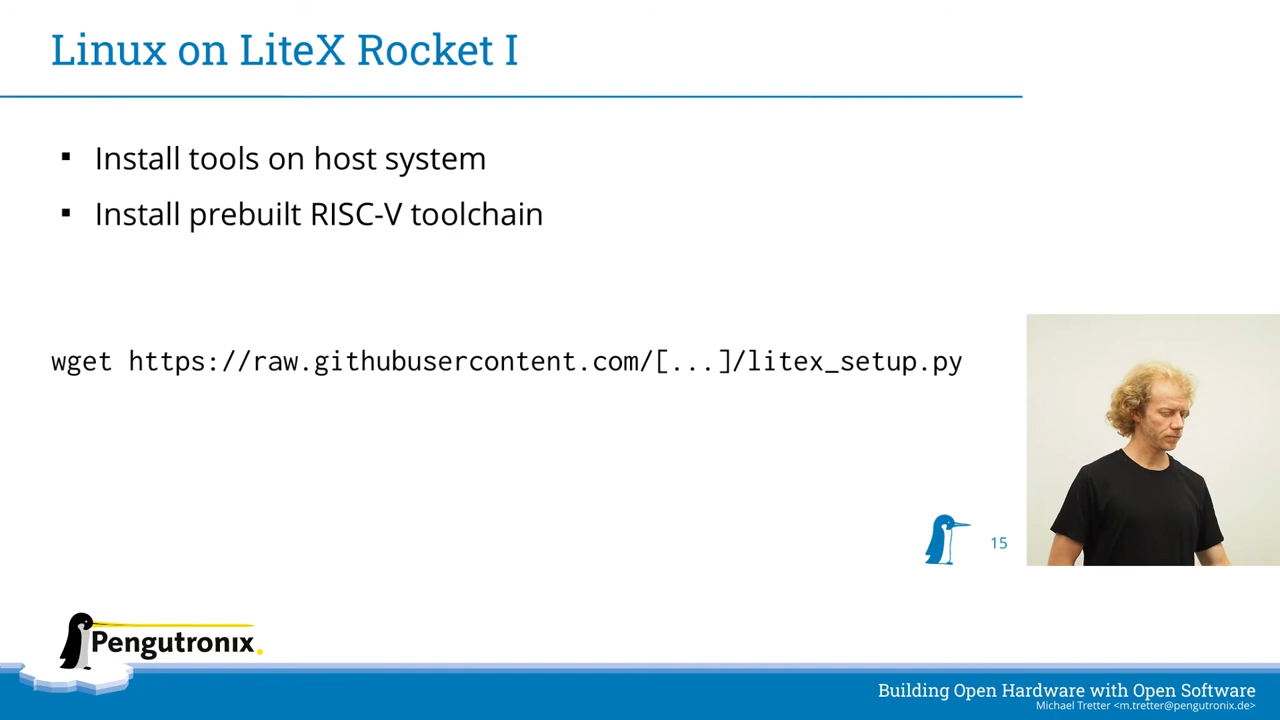 Linux on LiteX Rocket I
▪ Install tools on host system
▪ Install prebuilt RISC-V toolchain
wget https://raw.githubusercontent.com/[...]/litex_setup.py
15
Pengutronix.
Building Open Hardware with Open Software
Michael Tretter <m.tretter@pengutronix.de>